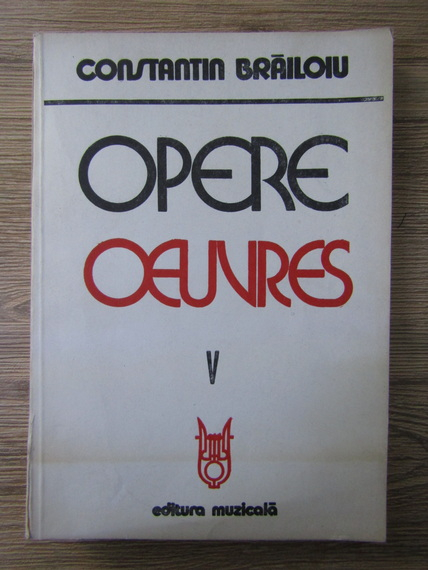 CONSTANTIN BRĂILOIU
OPERE
OEUVRES
V
editura muzicală